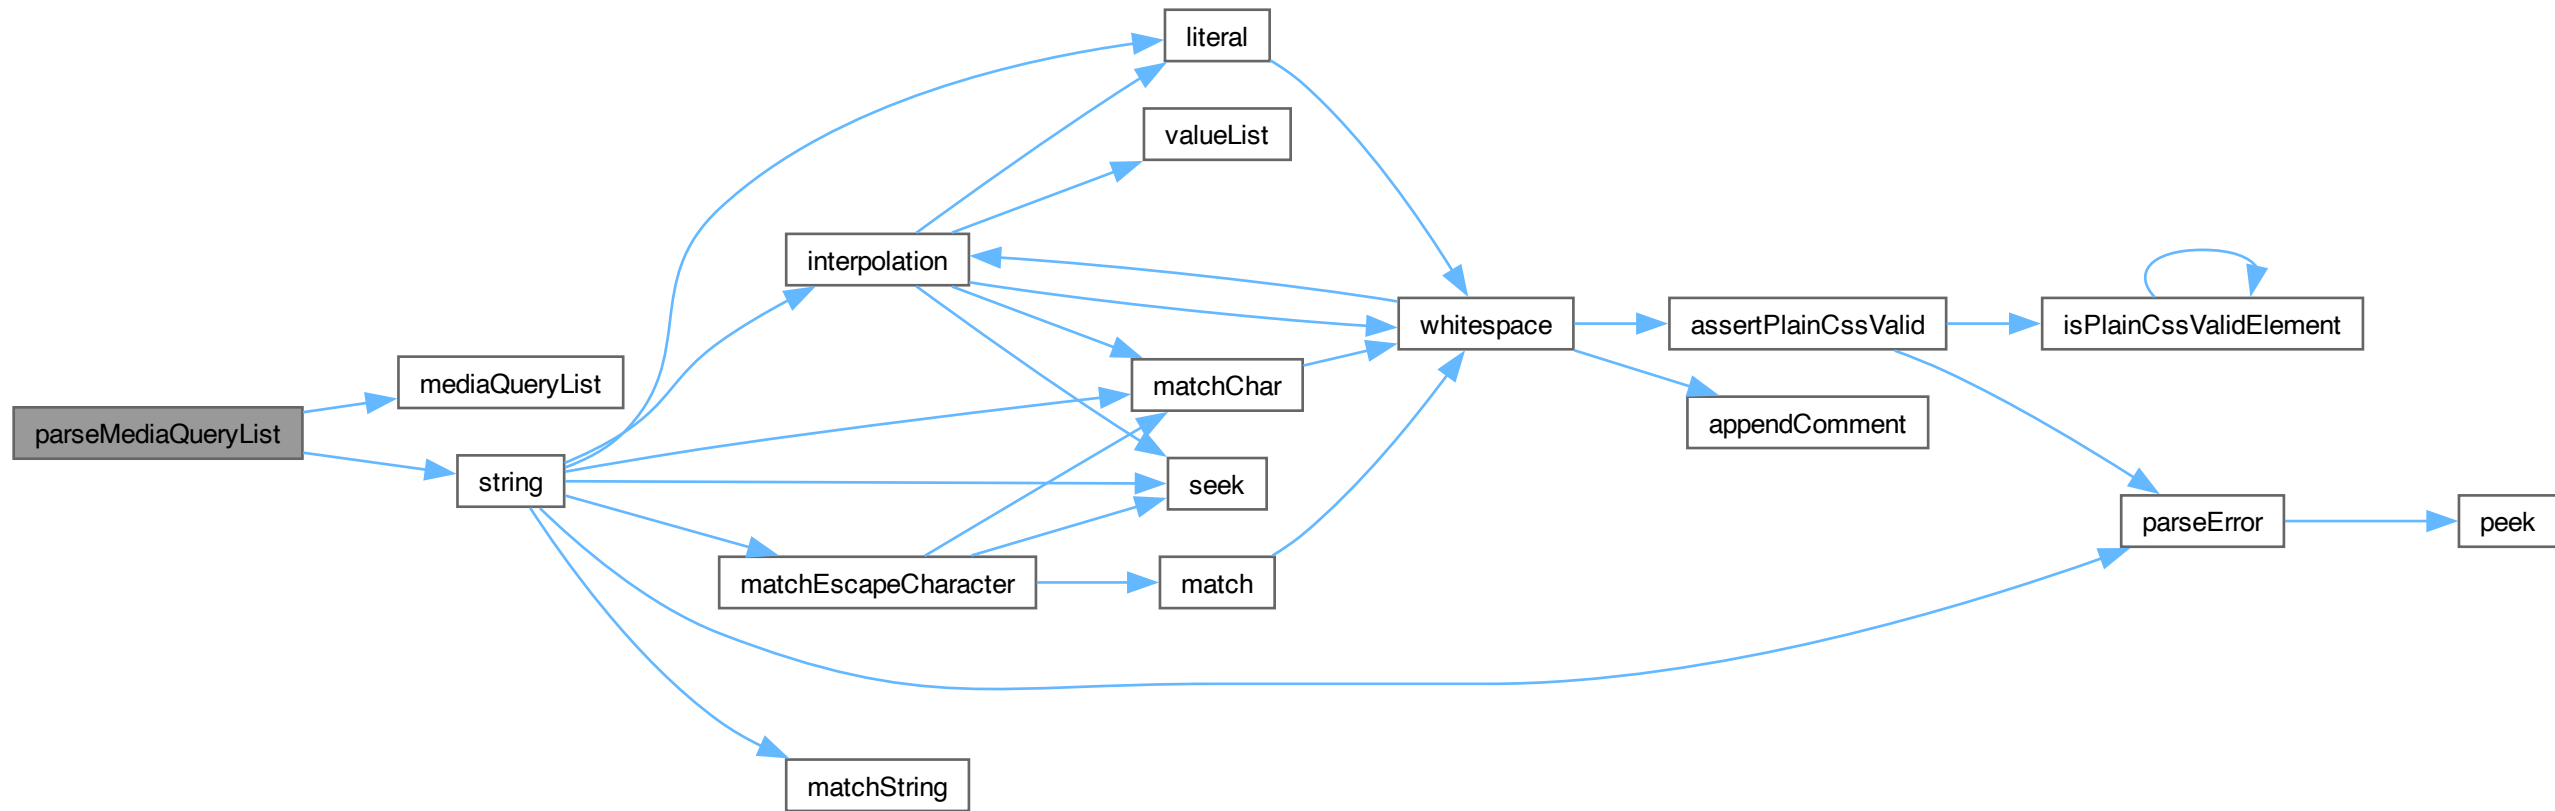 literal
valueList
interpolation
whitespace
assertPlainCssValid
isPlainCssValidElement
mediaQueryList
matchChar
parseMediaQueryList
appendComment
string
seek
parseError
peek
matchEscapeCharacter
match
matchString